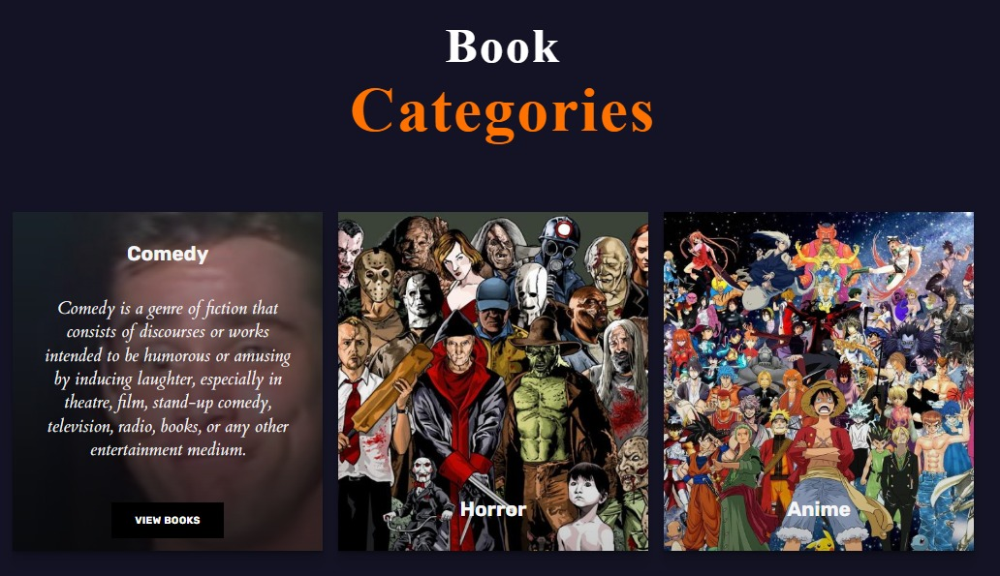 Book
Categories
Comedy
Comedy is a genre of fiction that
consists of discourses or works
intended to be humorous or amusing
by inducing laughter, especially in
theatre, film, stand-up comedy,
television, radio, books, or any other
entertainment medium.
VIEW BOOKS
Horror
Anime